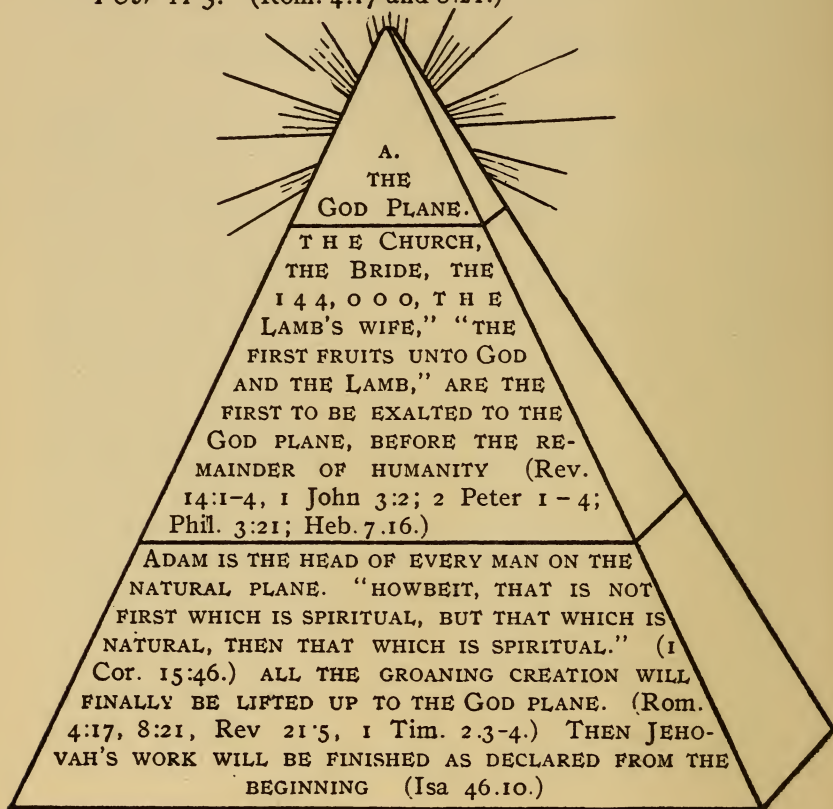 (Rom. 4:17 and 8:21.)
A.
THE
GOD PLANE.
THE CHURCH,
THE BRIDE, THE
144,000, THE
LAMB'S WIFE," "THE
FIRST FRUITS UNTO GOD
AND THE LAMB," ARE THE
FIRST TO BE EXALTED TO THE
GOD PLANE, BEFORE THE RE-
MAINDER OF HUMANITY (Rev.
14:1-4, 1 John 3:2; 2 Peter 1-4;
Phil. 3:21; Heb. 7.16.)
ADAM IS THE HEAD OF EVERY MAN ON THE
NATURAL PLANE. "HOWBEIT, THAT IS NOT
FIRST WHICH IS SPIRITUAL, BUT THAT WHICH IS
NATURAL, THEN THAT WHICH IS SPIRITUAL." (1
Cor. 15:46.) ALL THE GROANING CREATION WILL
FINALLY BE LIFTED UP TO THE GOD PLANE. (Rom.
4:17, 8:21, Rev 21·5, 1 Tim. 2.3-4.) THEN JEHO-
VAH'S WORK WILL BE FINISHED AS DECLARED FROM THE
BEGINNING (Isa 46.10.)